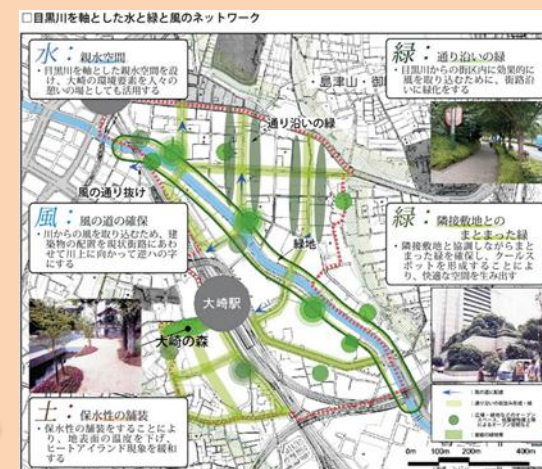 □目黒川を軸とした水と緑と風のネットワーク
水：親水空間
・目黒川を軸とした親水空間を設け、大崎の環境要素を人々の憩いの場としても活用する
緑：通り沿いの緑
・目黒川からの街区内に効果的に風を取り込むために、街路沿いに緑化をする
・島津山・御
通り沿いの緑
風の通り抜け
風：風の道の確保
・川からの風を取り込むため、建築物の配置を現状街路にあわせて川上に向かって逆ハの字にする
緑：隣接敷地とのまとまった緑
・隣接敷地と協調しながらまとまった緑を確保し、クールスポットを形成することにより、快適な空間を生み出す
緑地
大崎駅
大崎の森
土：保水性の舗装
・保水性の舗装をすることにより、地表面の温度を下げ、ヒートアイランド現象を緩和する
0m 100m 200m 400m